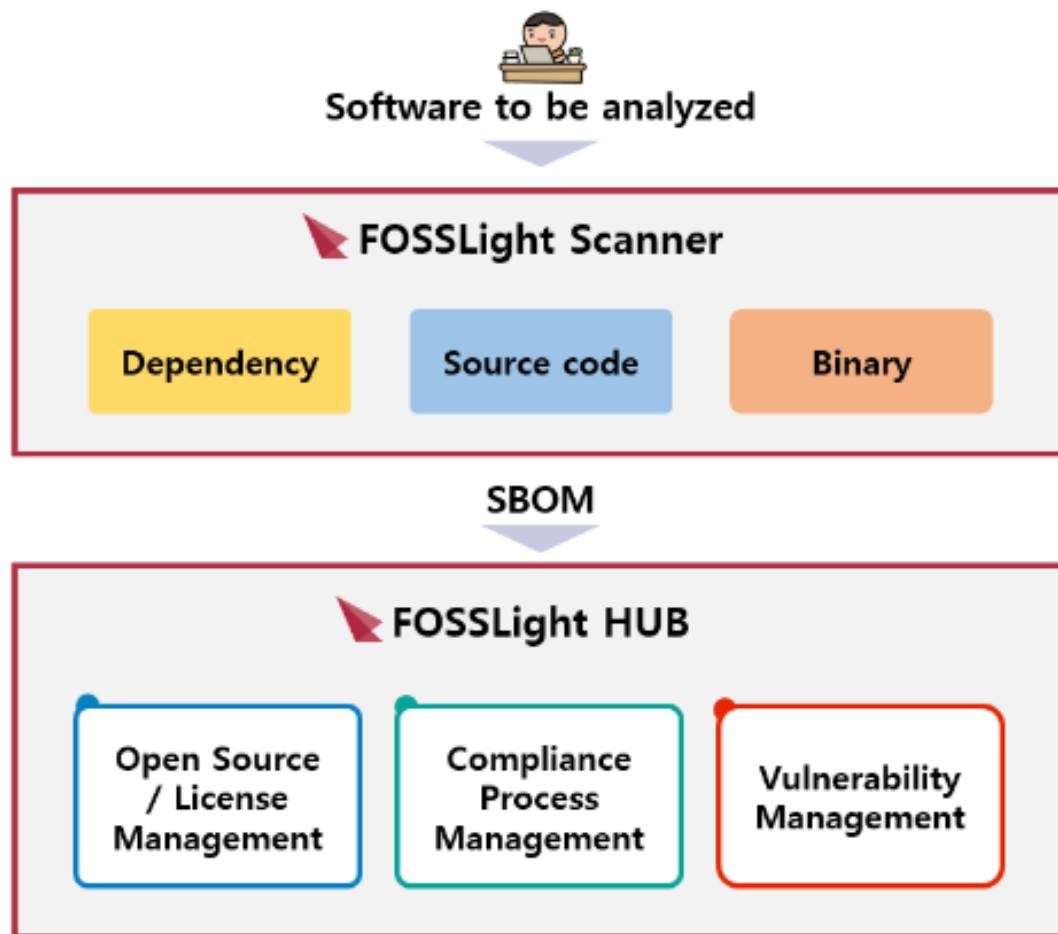 Software to be analyzed
FOSSLight Scanner
Dependency
Source code
Binary
SBOM
FOSSLight HUB
Open Source
/ License
Management
Compliance
Process
Management
Vulnerability
Management